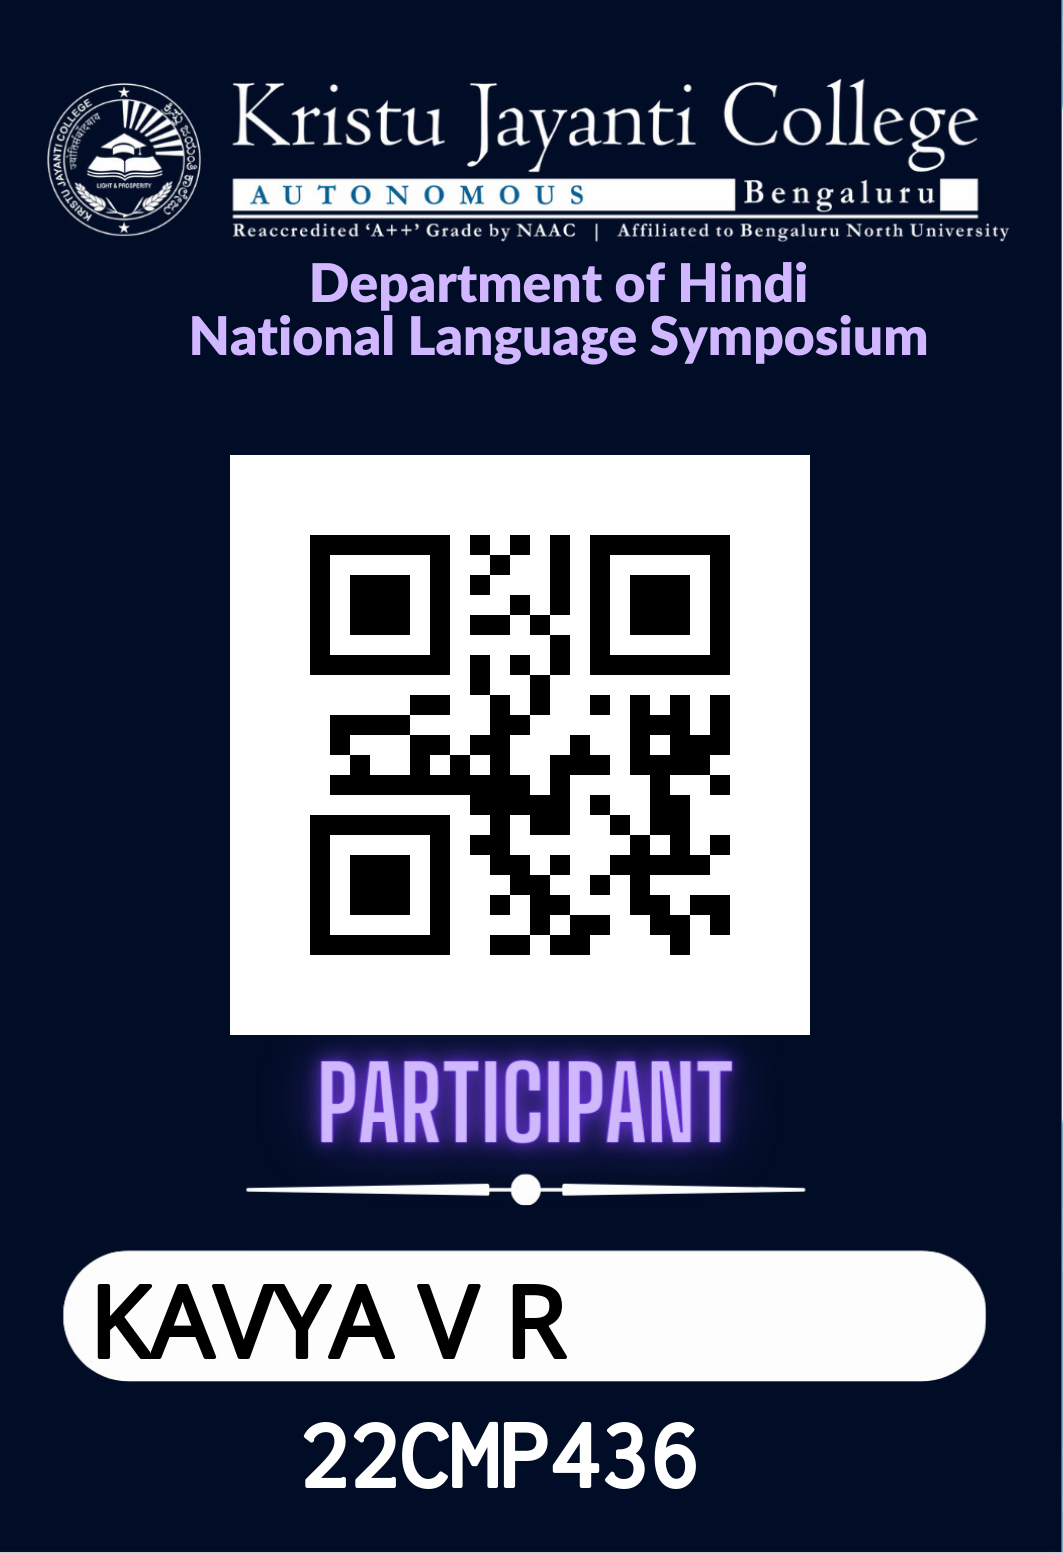 Kristu Jayanti College
AUTONOMOUS Bengaluru
Reaccredited ‘A++’ Grade by NAAC | Affiliated to Bengaluru North University
KRISTU JAYANTI COLLEGE
LIGHT & PROSPERITY
Department of Hindi
National Language Symposium
PARTICIPANT
KAVYA V R
22CMP436